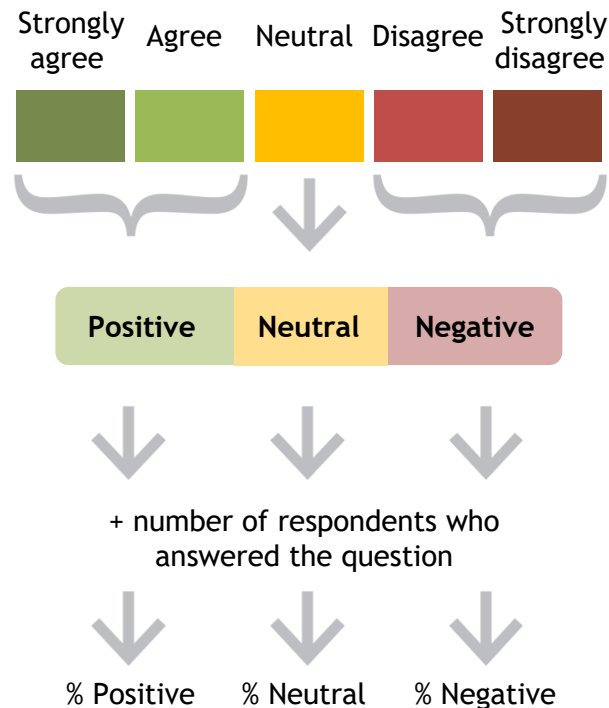 Strongly agree
Agree
Neutral
Disagree
Strongly disagree
Positive
Neutral
Negative
+ number of respondents who
answered the question
% Positive
% Neutral
% Negative